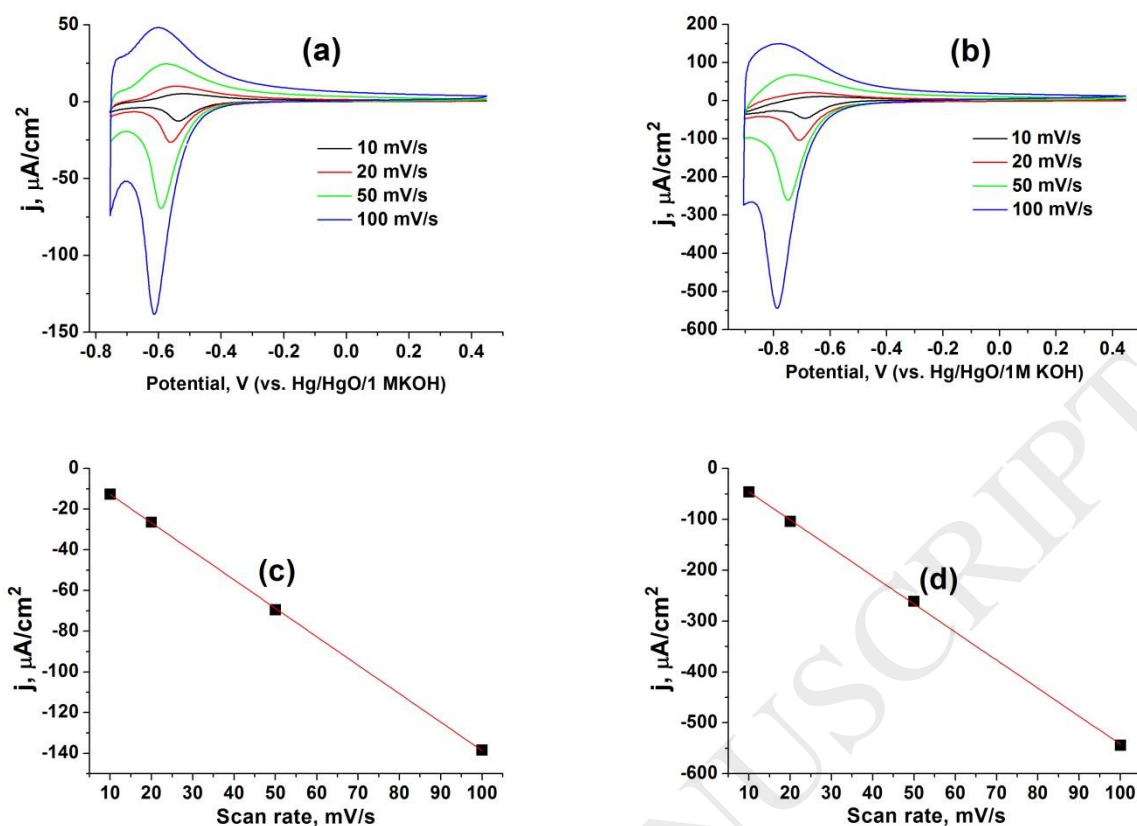 (a)
j, μA/cm²
50
0
-50
-100
-150
10 mV/s
20 mV/s
50 mV/s
100 mV/s
-0.8 -0.6 -0.4 -0.2 0.0 0.2 0.4
Potential, V (vs. Hg/HgO/1 MKOH)
(b)
j, μA/cm²
200
100
0
-100
-200
-300
-400
-500
-600
10 mV/s
20 mV/s
50 mV/s
100 mV/s
-0.8 -0.6 -0.4 -0.2 0.0 0.2 0.4
Potential, V (vs. Hg/HgO/1M KOH)
(c)
j, μA/cm²
0
-20
-40
-60
-80
-100
-120
-140
10 20 30 40 50 60 70 80 90 100
Scan rate, mV/s
(d)
j, μA/cm²
0
-100
-200
-300
-400
-500
-600
10 20 30 40 50 60 70 80 90 100
Scan rate, mV/s
NUSCRIPT